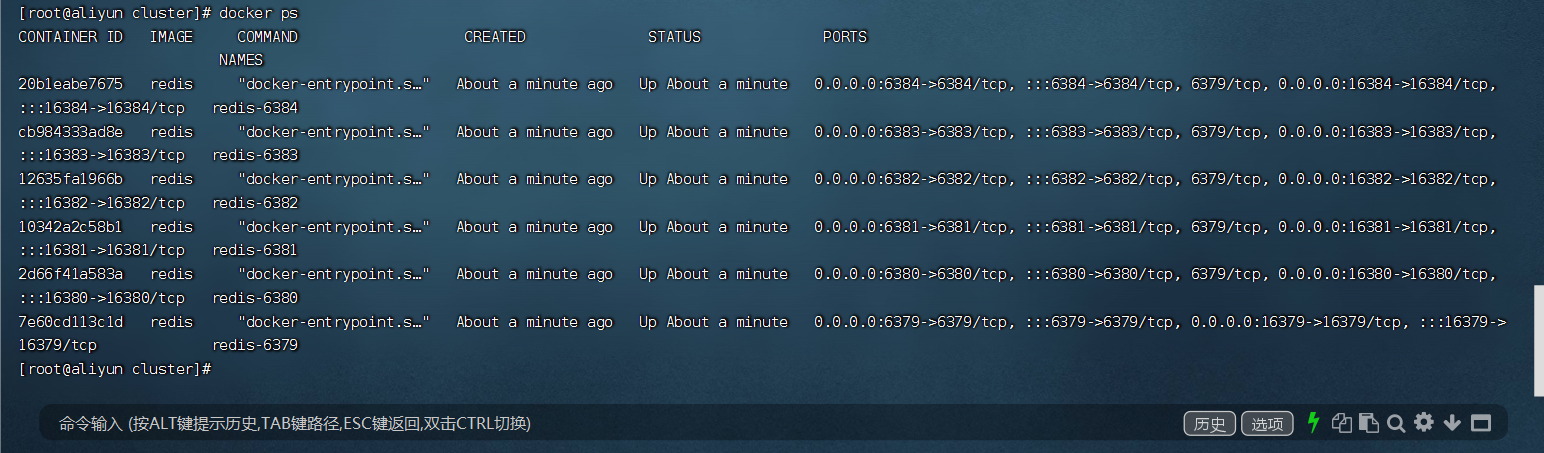 [root@aliyun cluster]# docker ps
CONTAINER ID   IMAGE     COMMAND                   CREATED              STATUS              PORTS
                       NAMES
20b1eabe7675   redis     "docker-entrypoint.s…"   About a minute ago   Up About a minute   0.0.0.0:6384->6384/tcp, :::6384->6384/tcp, 6379/tcp, 0.0.0.0:16384->16384/tcp,
:::16384->16384/tcp   redis-6384
cb984333ad8e   redis     "docker-entrypoint.s…"   About a minute ago   Up About a minute   0.0.0.0:6383->6383/tcp, :::6383->6383/tcp, 6379/tcp, 0.0.0.0:16383->16383/tcp,
:::16383->16383/tcp   redis-6383
12635fa1966b   redis     "docker-entrypoint.s…"   About a minute ago   Up About a minute   0.0.0.0:6382->6382/tcp, :::6382->6382/tcp, 6379/tcp, 0.0.0.0:16382->16382/tcp,
:::16382->16382/tcp   redis-6382
10342a2c58b1   redis     "docker-entrypoint.s…"   About a minute ago   Up About a minute   0.0.0.0:6381->6381/tcp, :::6381->6381/tcp, 6379/tcp, 0.0.0.0:16381->16381/tcp,
:::16381->16381/tcp   redis-6381
2d66f41a583a   redis     "docker-entrypoint.s…"   About a minute ago   Up About a minute   0.0.0.0:6380->6380/tcp, :::6380->6380/tcp, 6379/tcp, 0.0.0.0:16380->16380/tcp,
:::16380->16380/tcp   redis-6380
7e60cd113c1d   redis     "docker-entrypoint.s…"   About a minute ago   Up About a minute   0.0.0.0:6379->6379/tcp, :::6379->6379/tcp, 0.0.0.0:16379->16379/tcp, :::16379->
16379/tcp             redis-6379
[root@aliyun cluster]#
命令输入 (按ALT键提示历史,TAB键路径,ESC键返回,双击CTRL切换) 历史 选项